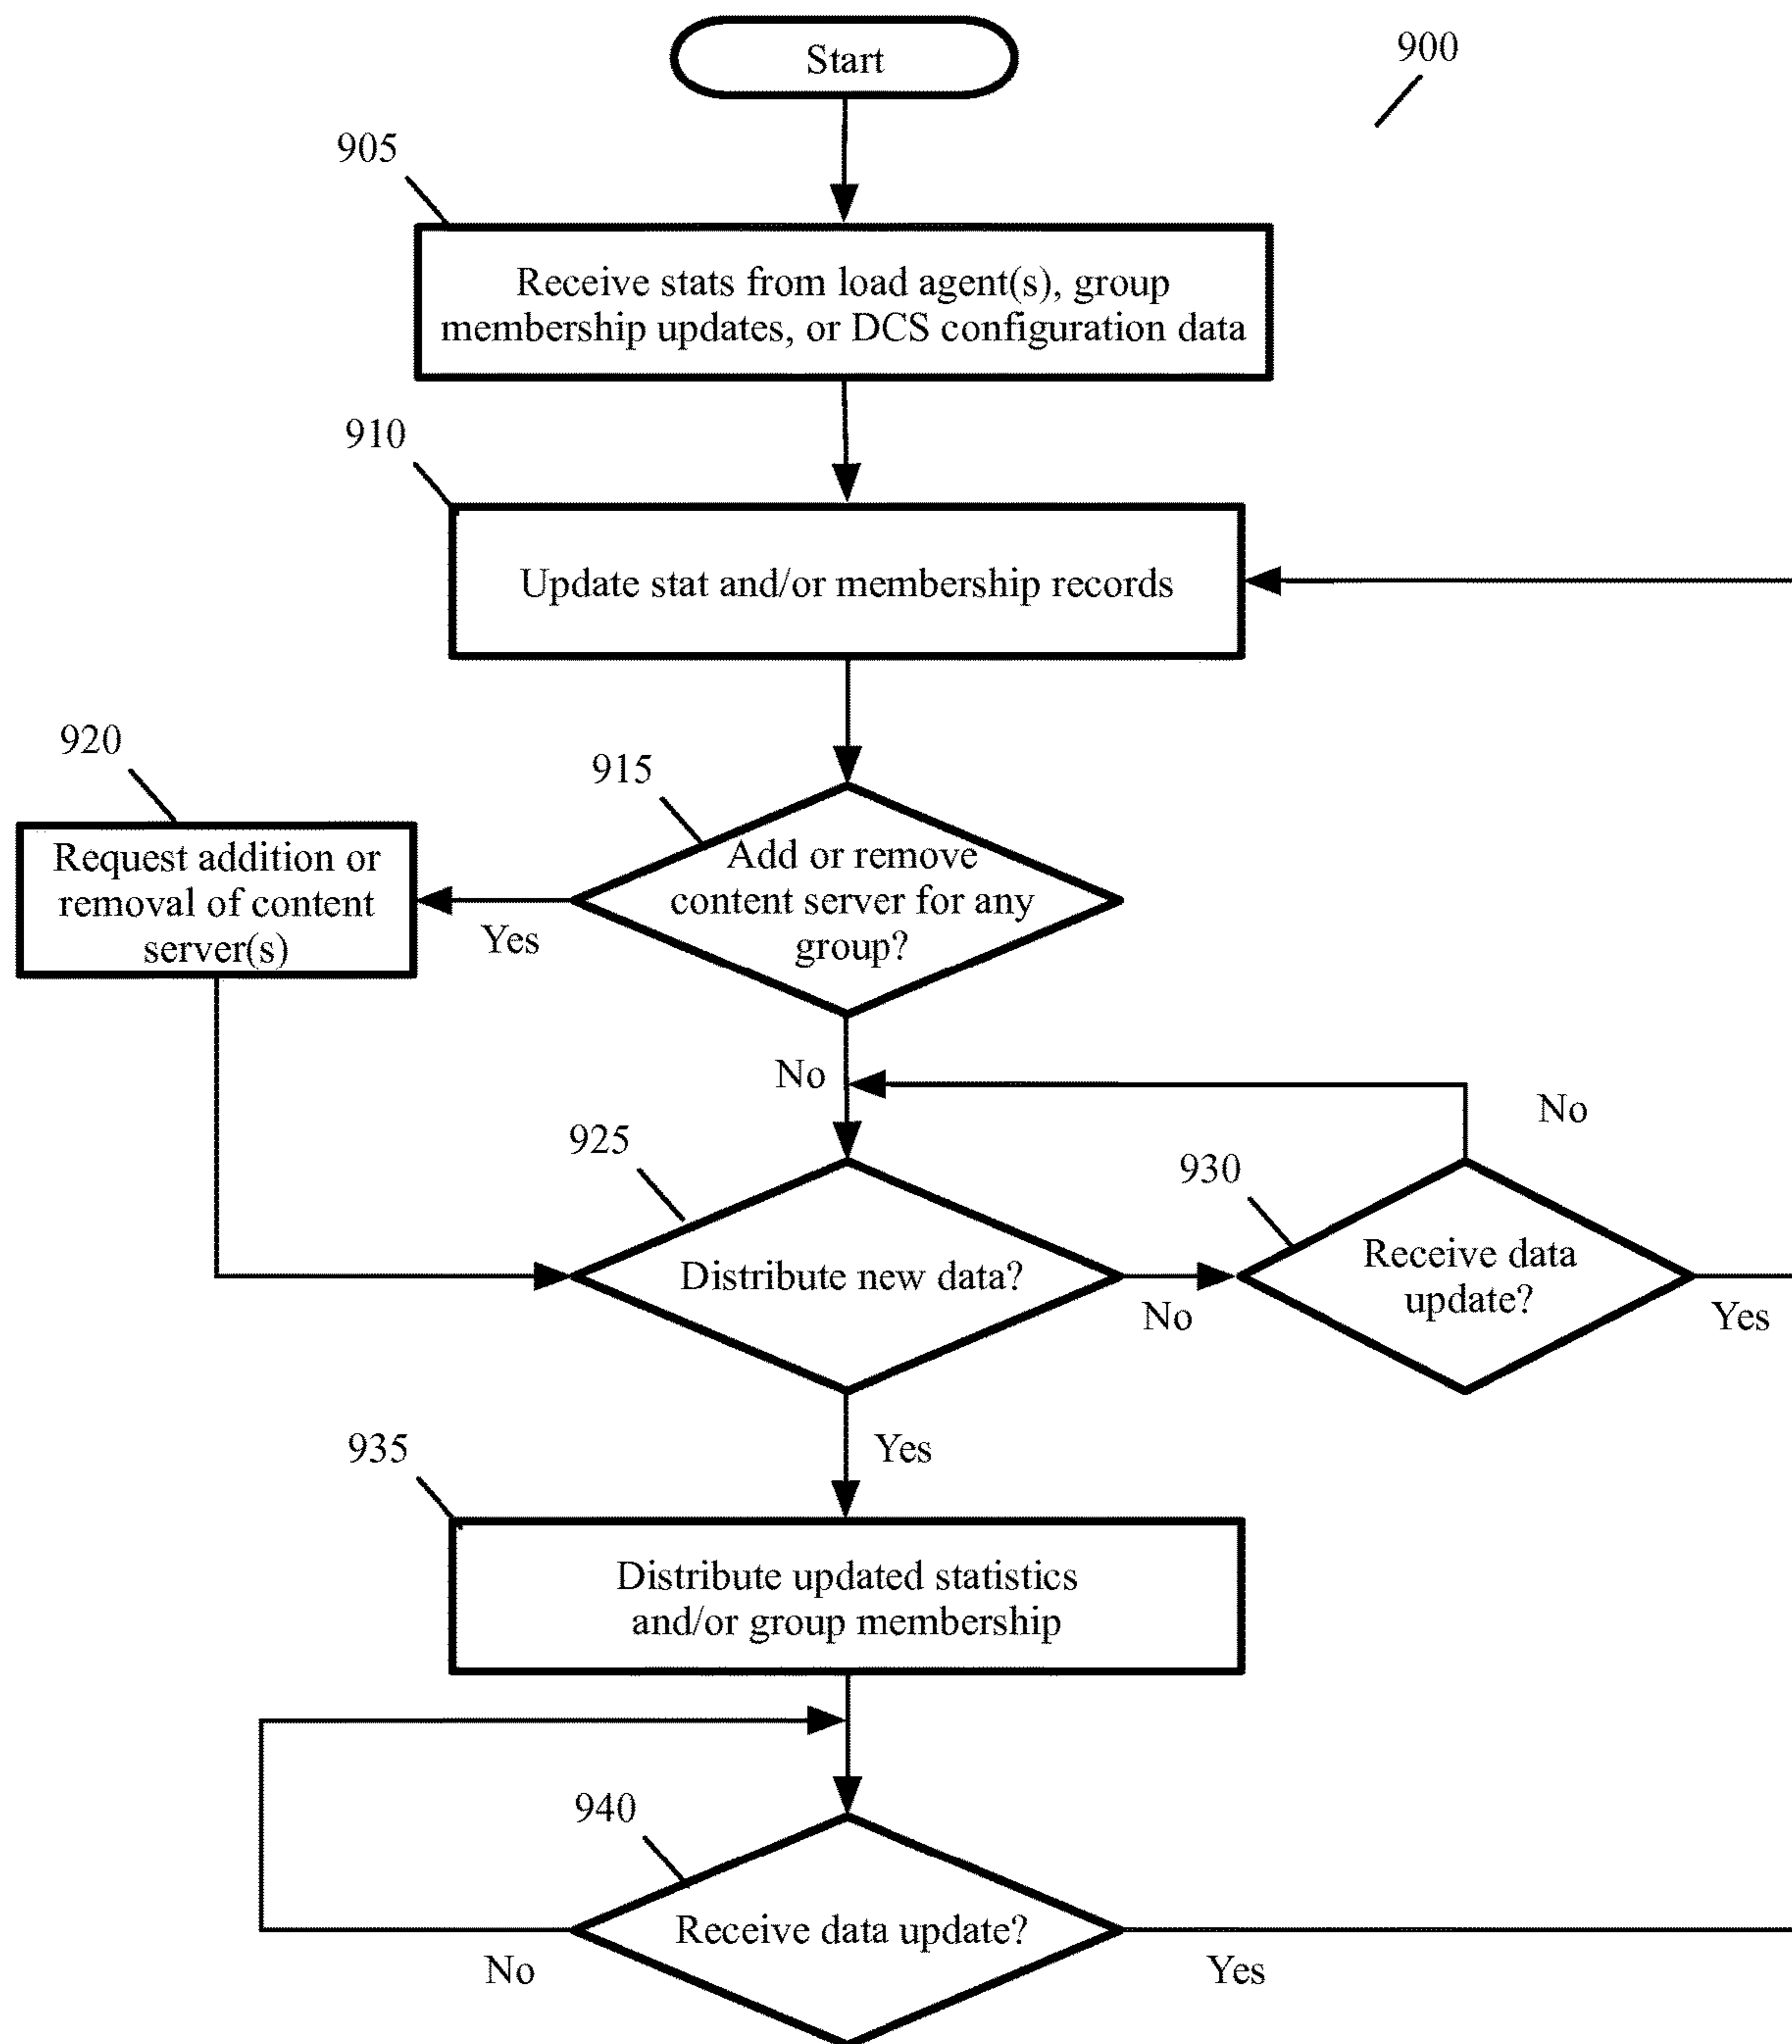 Start
900
905
Receive stats from load agent(s), group
membership updates, or DCS configuration data
910
Update stat and/or membership records
920
915
Request addition or
removal of content
server(s)
Add or remove
content server for any
group?
Yes
No
No
925
930
Distribute new data?
Receive data
update?
No
Yes
Yes
935
Distribute updated statistics
and/or group membership
940
Receive data update?
No
Yes